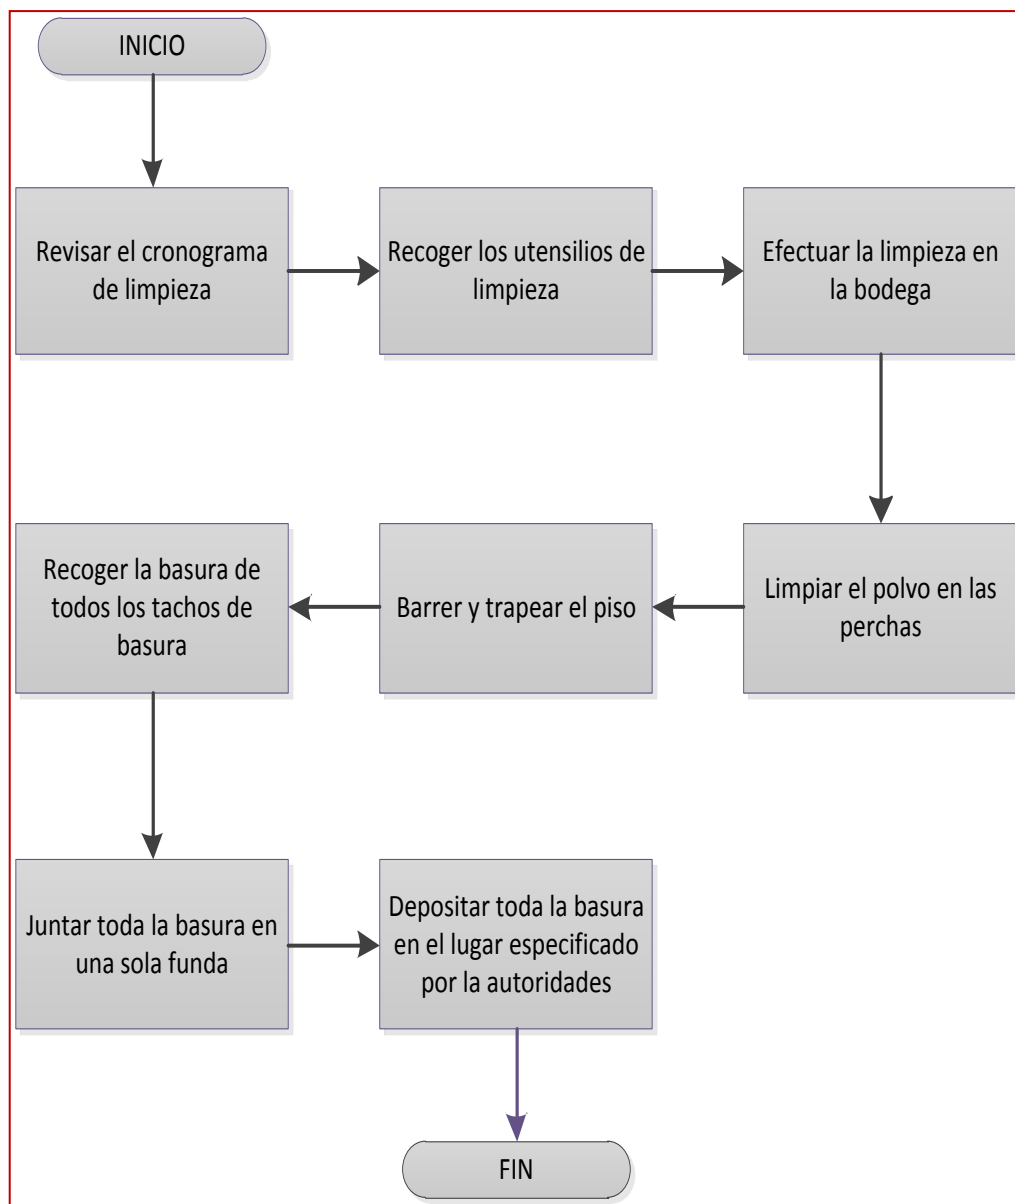 INICIO
Revisar el cronograma
de limpieza
Recoger los utensilios de
limpieza
Efectuar la limpieza en
la bodega
Limpiar el polvo en las
perchas
Barrer y trapear el piso
Recoger la basura de
todos los tachos de
basura
Juntar toda la basura en
una sola funda
Depositar toda la basura
en el lugar especificado
por la autoridades
FIN